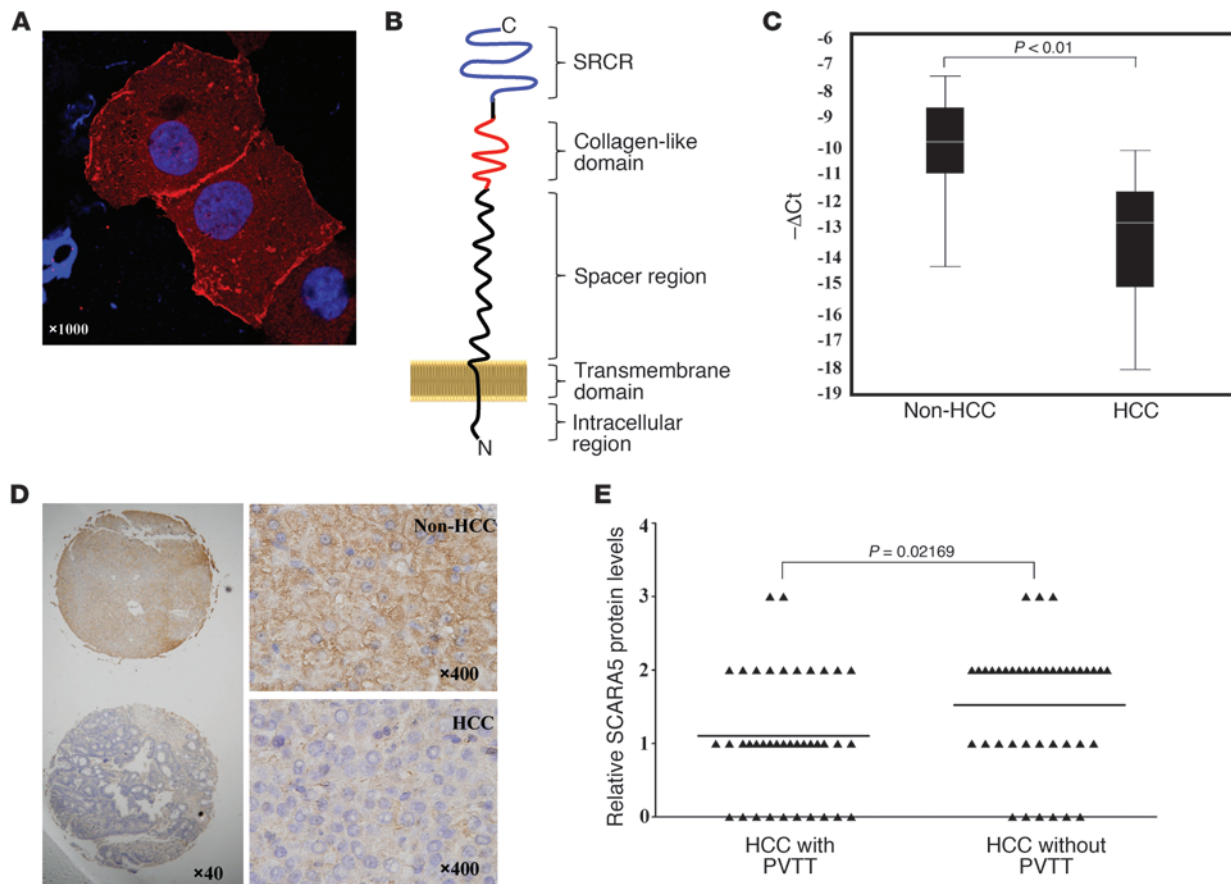 A
×1000
B
C
SRCR
Collagen-like
domain
Spacer region
Transmembrane
domain
Intracellular
region
N
C
P < 0.01
−ΔCt
-6
-7
-8
-9
-10
-11
-12
-13
-14
-15
-16
-17
-18
-19
Non-HCC
HCC
D
×40
Non-HCC
×400
HCC
×400
E
Relative SCARA5 protein levels
4
3
2
1
0
P = 0.02169
HCC with
PVTT
HCC without
PVTT